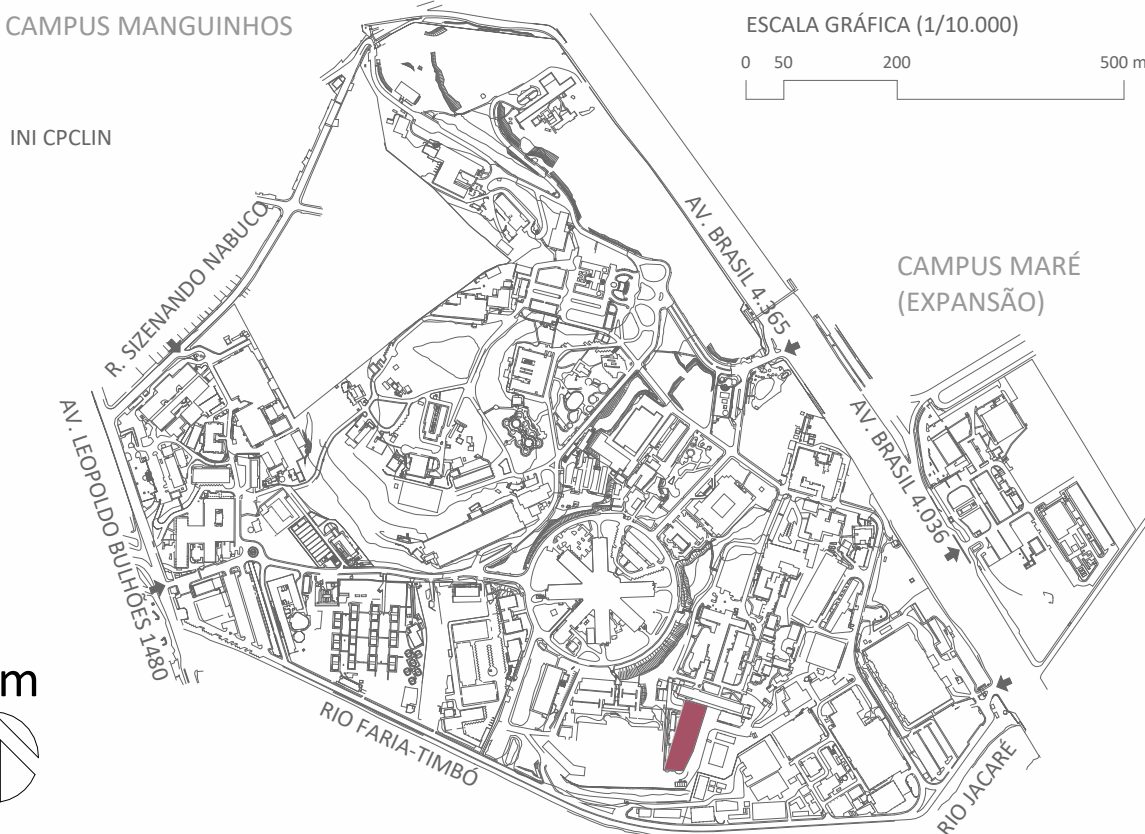 CAMPUS MANGUINHOS
ESCALA GRÁFICA (1/10.000)
0 50 200 500 m
INI CPCLIN
R. SIZENANDO NABUCO
AV. BRASIL 4.365
CAMPUS MARÉ
(EXPANSÃO)
AV. LEOPOLDO BULHÕES 1480
AV. BRASIL 4.036
m
RIO FARIA-TIMBÓ
RIO JACARÉ